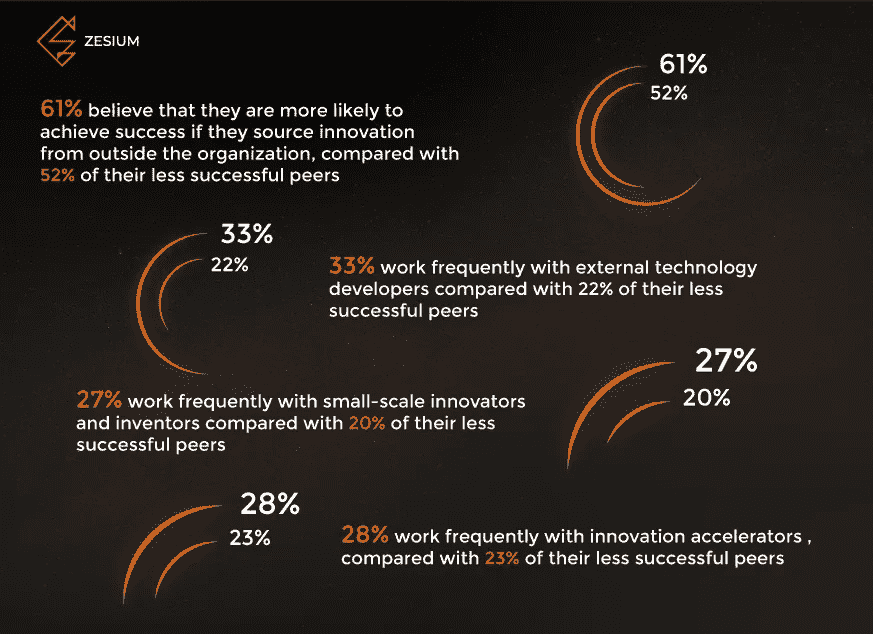 ZESIUM
61%
52%
61% believe that they are more likely to
achieve success if they source innovation
from outside the organization, compared with
52% of their less successful peers
33%
22%
33% work frequently with external technology
developers compared with 22% of their less
successful peers
27%
20%
27% work frequently with small-scale innovators
and inventors compared with 20% of their less
successful peers
28%
23%
28% work frequently with innovation accelerators ,
compared with 23% of their less successful peers